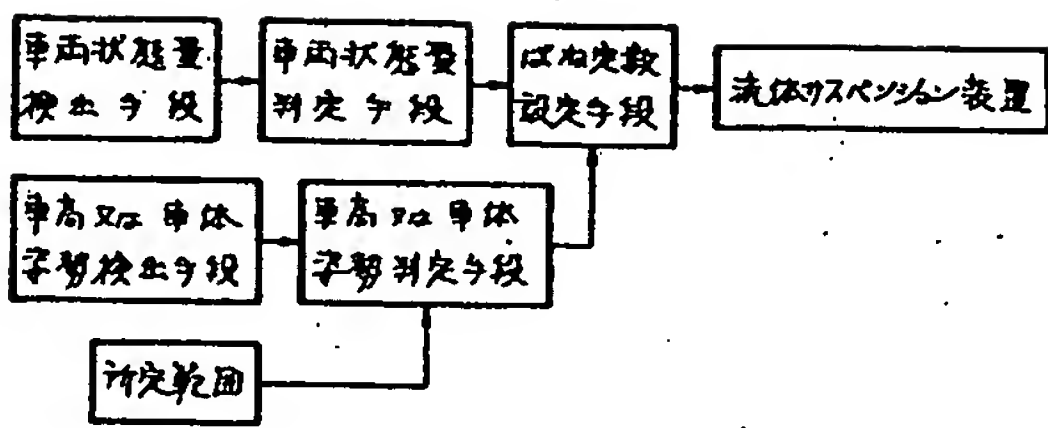 車両状態量
検出手段
車両状態量
判定手段
ばね定数
設定手段
流体サスペンション装置
車高又は車体
姿勢検出手段
車高又は車体
姿勢判定手段
所定範囲